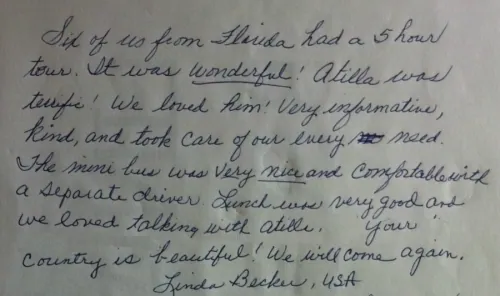 Six of us from Florida had a 5 hour
tour. It was wonderful! Atilla was
terrific! We loved him! Very informative,
kind, and took care of our every need.
The mini bus was very nice and comfortable with
a separate driver. Lunch was very good and
we loved talking with Atilla. Your
Country is beautiful! We will come again.
Linda Becker, USA